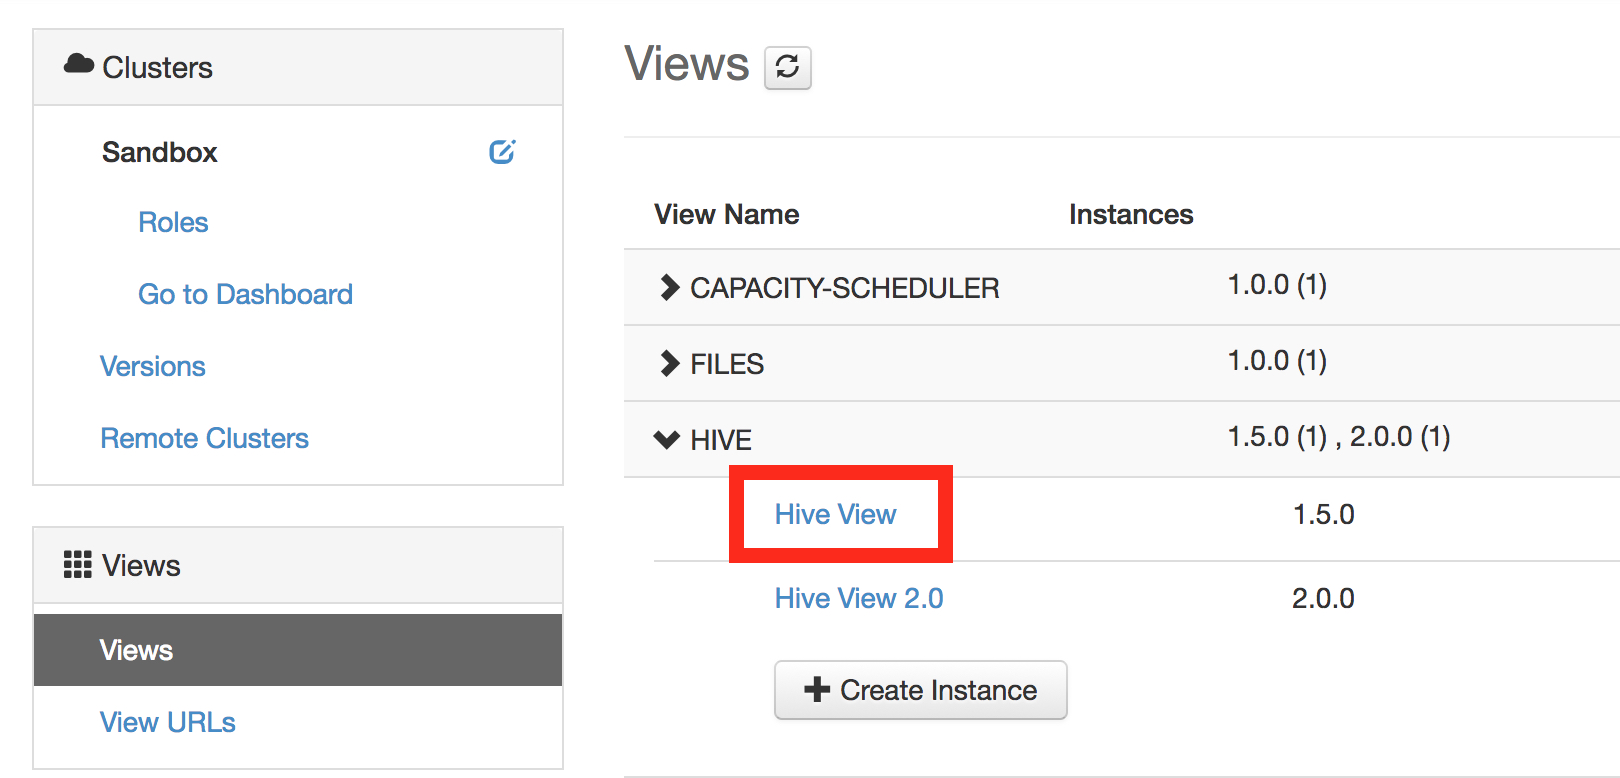 Clusters
Sandbox
Roles
Go to Dashboard
Versions
Remote Clusters
Views
Views
View URLs
Views
View Name Instances
CAPACITY-SCHEDULER 1.0.0 (1)
FILES 1.0.0 (1)
HIVE 1.5.0 (1) , 2.0.0 (1)
Hive View 1.5.0
Hive View 2.0 2.0.0
Create Instance